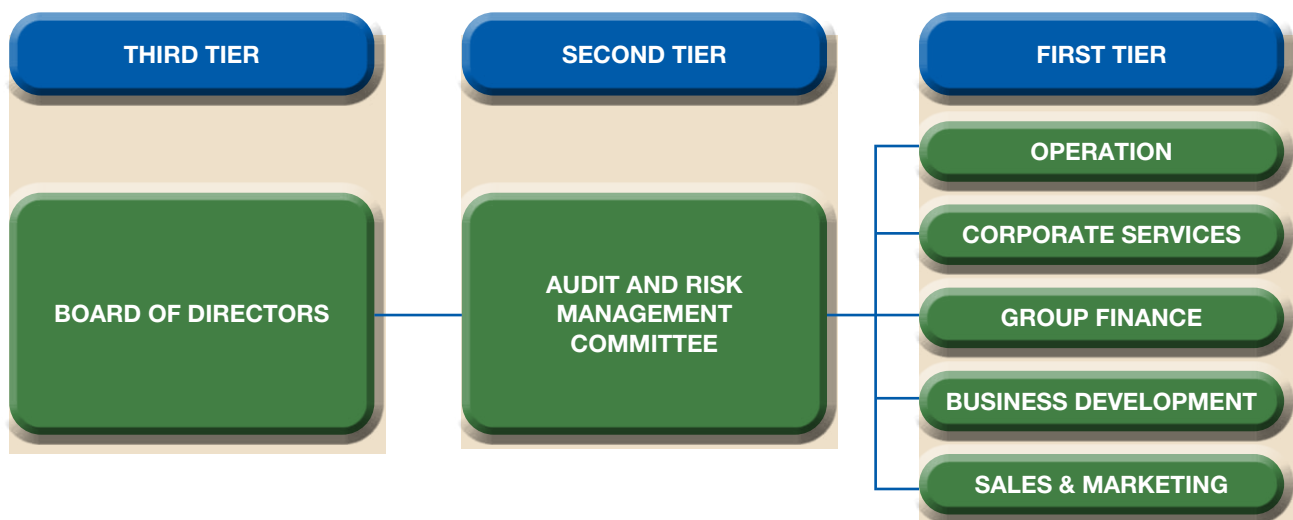 THIRD TIER
SECOND TIER
FIRST TIER
BOARD OF DIRECTORS
AUDIT AND RISK
MANAGEMENT
COMMITTEE
OPERATION
CORPORATE SERVICES
GROUP FINANCE
BUSINESS DEVELOPMENT
SALES & MARKETING